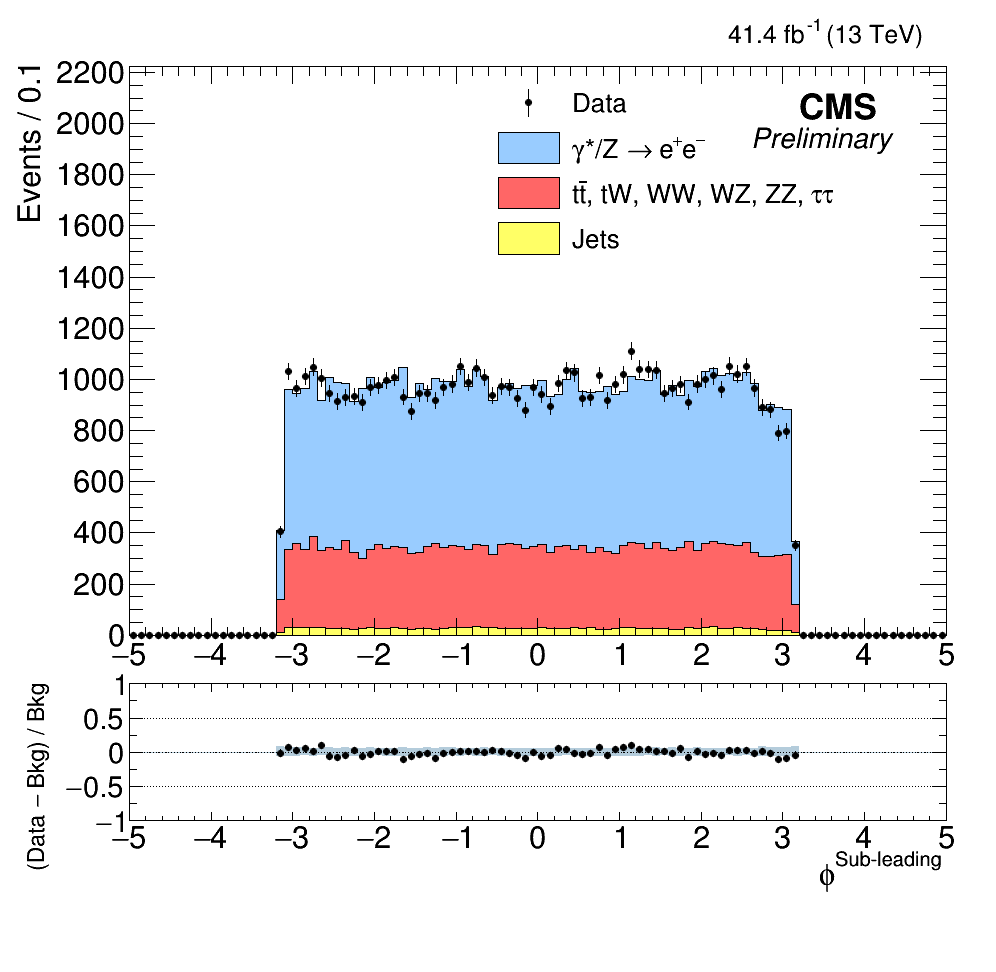 41.4 fb⁻¹ (13 TeV)
Events / 0.1
2200
2000
1800
1600
1400
1200
1000
800
600
400
200
0
CMS
Preliminary
Data
γ*/Z → e⁺e⁻
tt̄, tW, WW, WZ, ZZ, ττ
Jets
−5 −4 −3 −2 −1 0 1 2 3 4 5
(Data − Bkg) / Bkg
1
0.5
0
−0.5
−1
−5 −4 −3 −2 −1 0 1 2 3 4 5
ϕ^Sub-leading